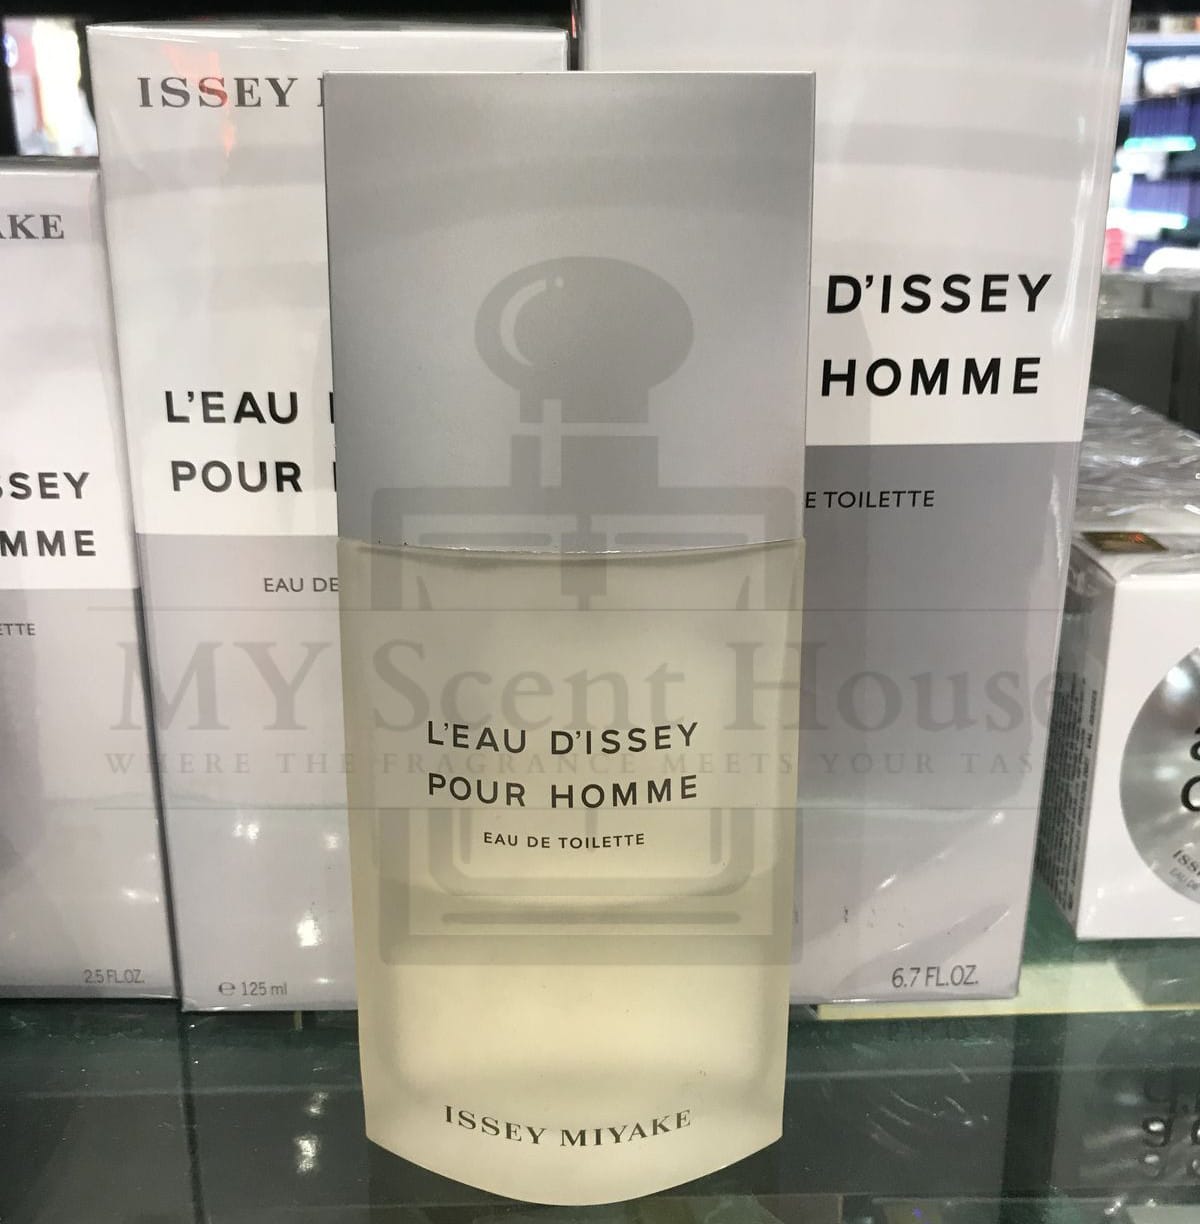 ISSEY
AKE
D'ISSEY
HOMME
L'EAU
POUR
SSEY
MME
E TOILETTE
EAU DE
ETTE
MY Scent House
WHERE THE FRAGRANCE MEETS YOUR TAS
L'EAU D'ISSEY
POUR HOMME
EAU DE TOILETTE
2.5 FL.OZ.
e 125 ml
6.7 FL.OZ.
ISSEY MIYAKE